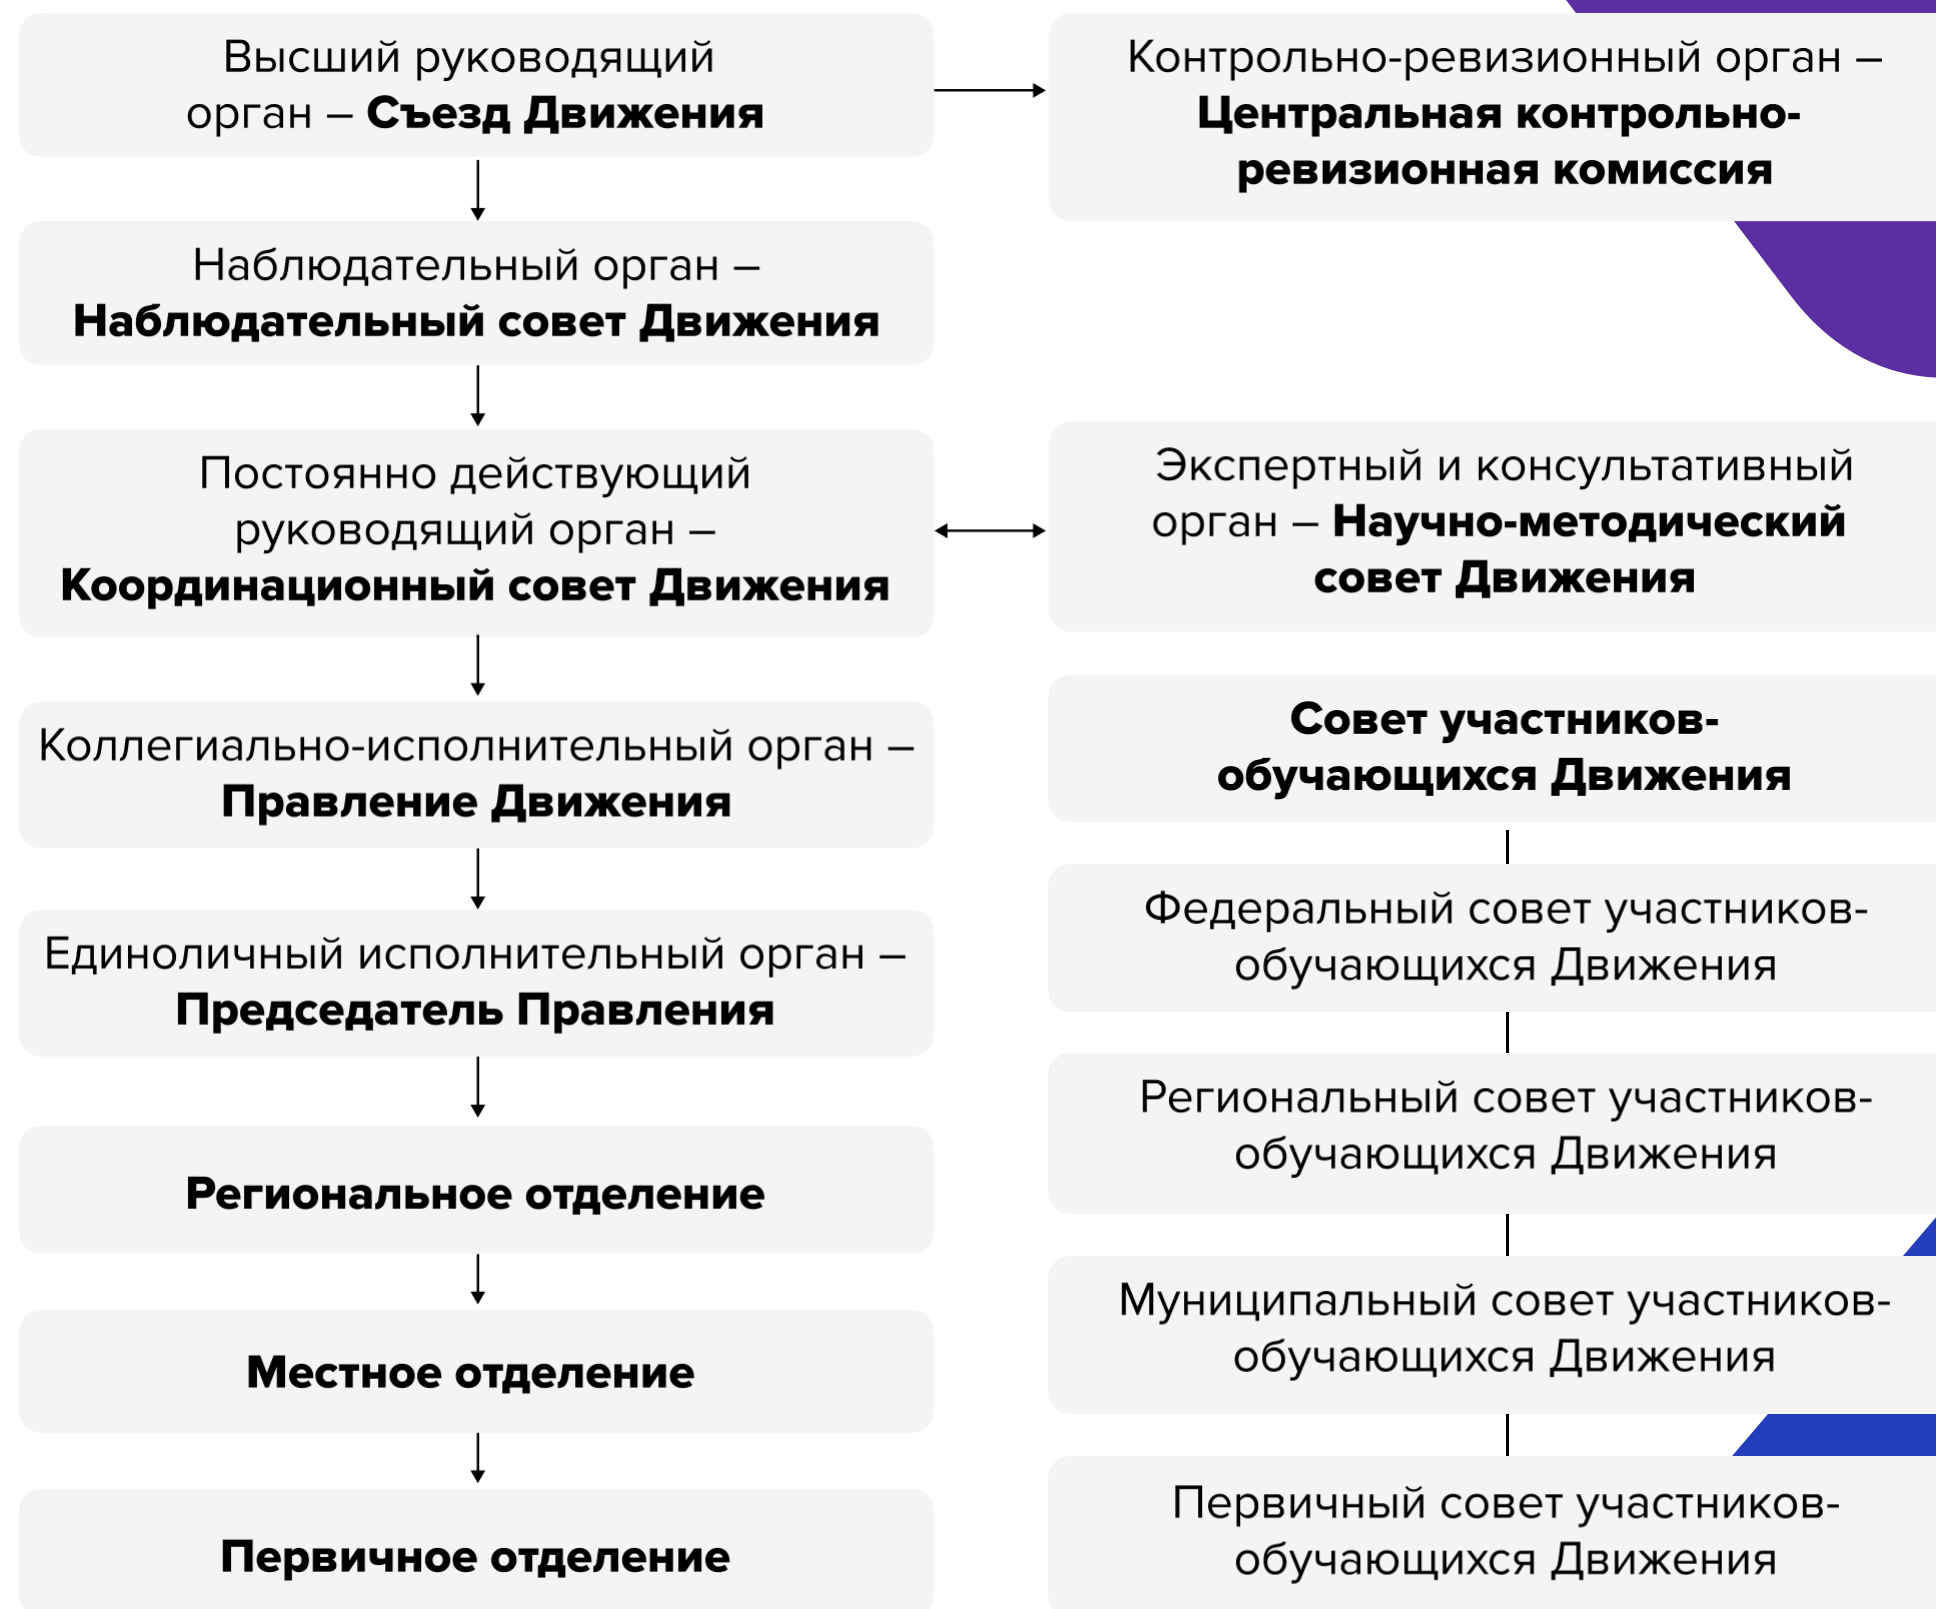 Высший руководящий
орган – Съезд Движения
Контрольно-ревизионный орган –
Центральная контрольно-
ревизионная комиссия
Наблюдательный орган –
Наблюдательный совет Движения
Постоянно действующий
руководящий орган –
Координационный совет Движения
Экспертный и консультативный
орган – Научно-методический
совет Движения
Коллегиально-исполнительный орган –
Правление Движения
Единоличный исполнительный орган –
Председатель Правления
Региональное отделение
Местное отделение
Первичное отделение
Совет участников-
обучающихся Движения
Федеральный совет участников-
обучающихся Движения
Региональный совет участников-
обучающихся Движения
Муниципальный совет участников-
обучающихся Движения
Первичный совет участников-
обучающихся Движения